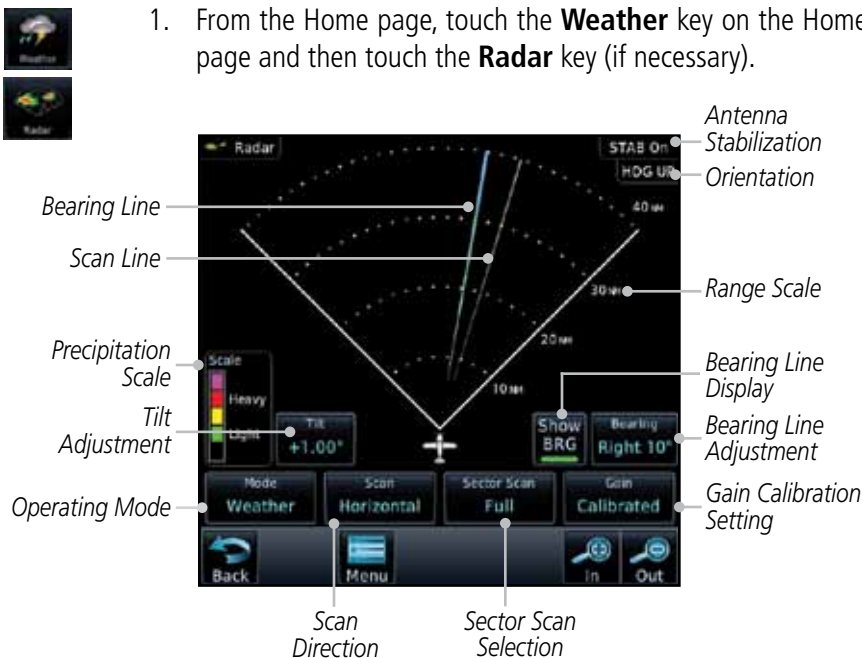 1. From the Home page, touch the Weather key on the Home
page and then touch the Radar key (if necessary).
Weather
Radar
Antenna
Stabilization
Orientation
Radar
STAB On
HDG UP
40 NM
Bearing Line
Scan Line
30 NM
Range Scale
20 NM
10 NM
Precipitation
Scale
Scale
Heavy
Light
Tilt
Adjustment
Tilt
+1.00°
Show
BRG
Bearing
Right 10°
Bearing Line
Display
Bearing Line
Adjustment
Operating Mode
Mode
Weather
Scan
Horizontal
Sector Scan
Full
Gain
Calibrated
Gain Calibration
Setting
Back
Menu
In
Out
Scan
Direction
Sector Scan
Selection